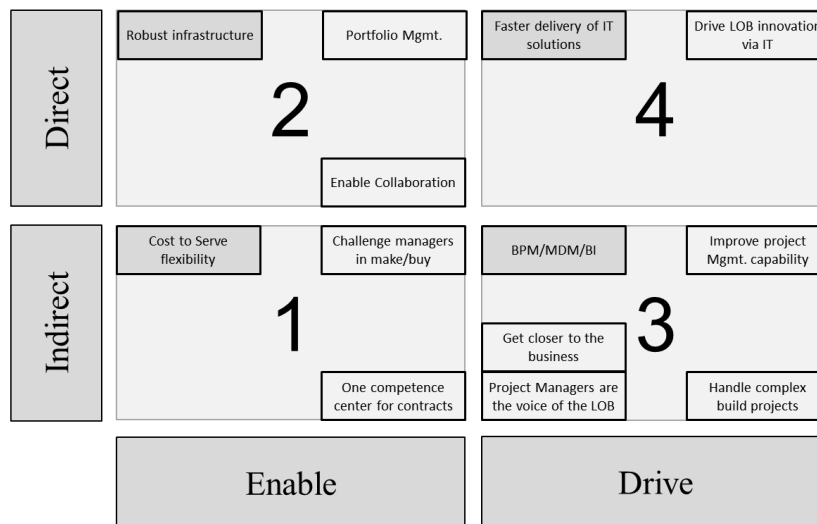 Direct
Robust infrastructure
Portfolio Mgmt.
2
Enable Collaboration
Faster delivery of IT
solutions
Drive LOB innovation
via IT
4
Indirect
Cost to Serve
flexibility
Challenge managers
in make/buy
1
One competence
center for contracts
BPM/MDM/BI
Improve project
Mgmt. capability
3
Get closer to the
business
Project Managers are
the voice of the LOB
Handle complex
build projects
Enable
Drive